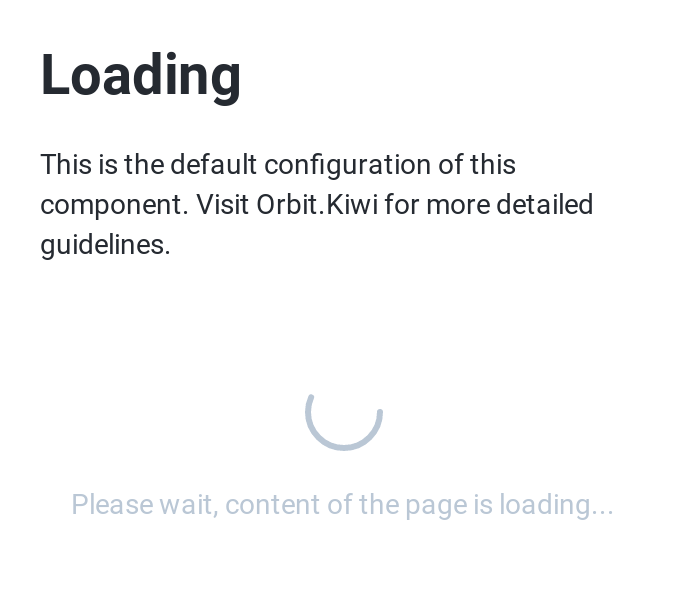 Loading
This is the default configuration of this
component. Visit Orbit.Kiwi for more detailed
guidelines.
Please wait, content of the page is loading...